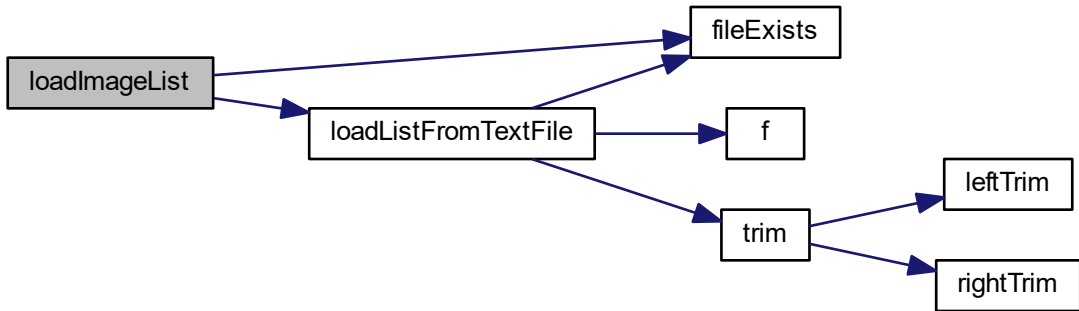 fileExists
loadImageList
loadListFromTextFile
f
leftTrim
trim
rightTrim